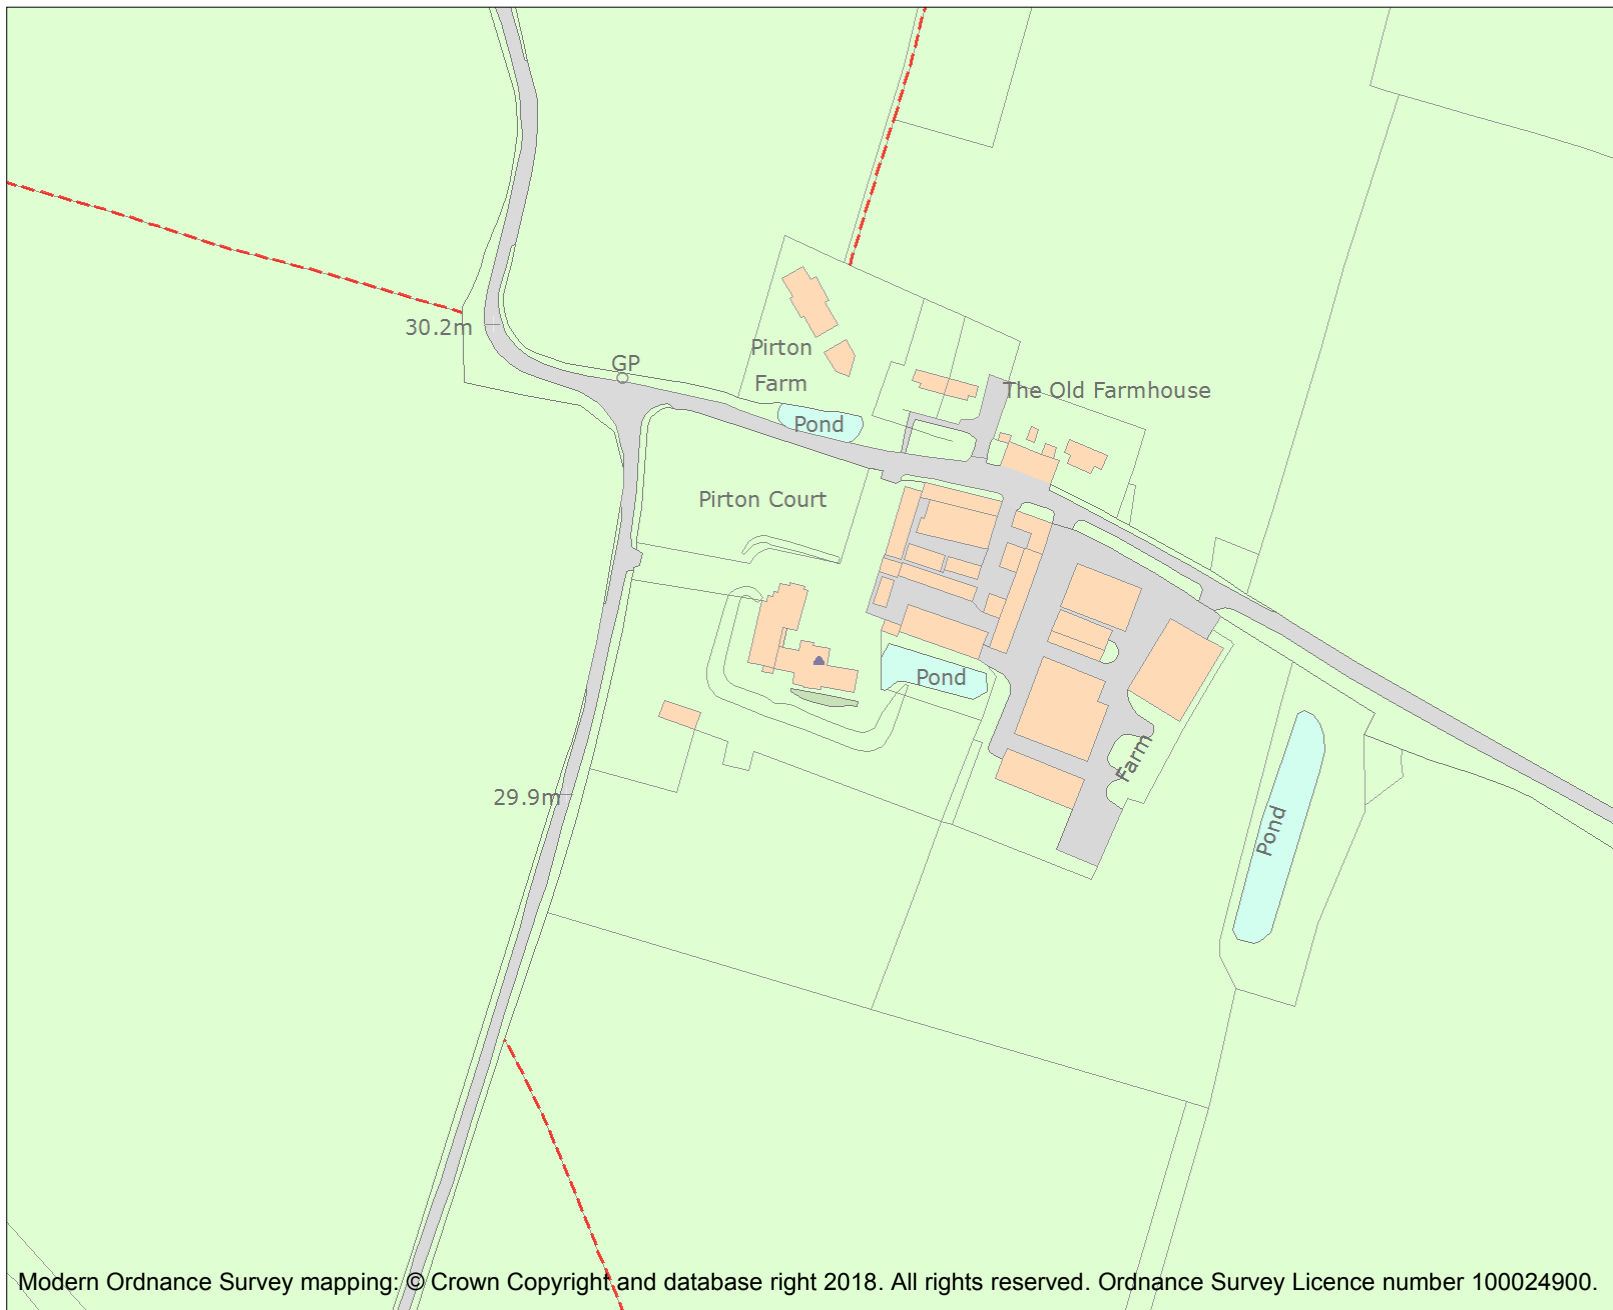 30.2m
GP
Pirton
Farm
Pond
The Old Farmhouse
Pirton Court
Pond
Farm
29.9m
Pond
Modern Ordnance Survey mapping: © Crown Copyright and database right 2018. All rights reserved. Ordnance Survey Licence number 100024900.